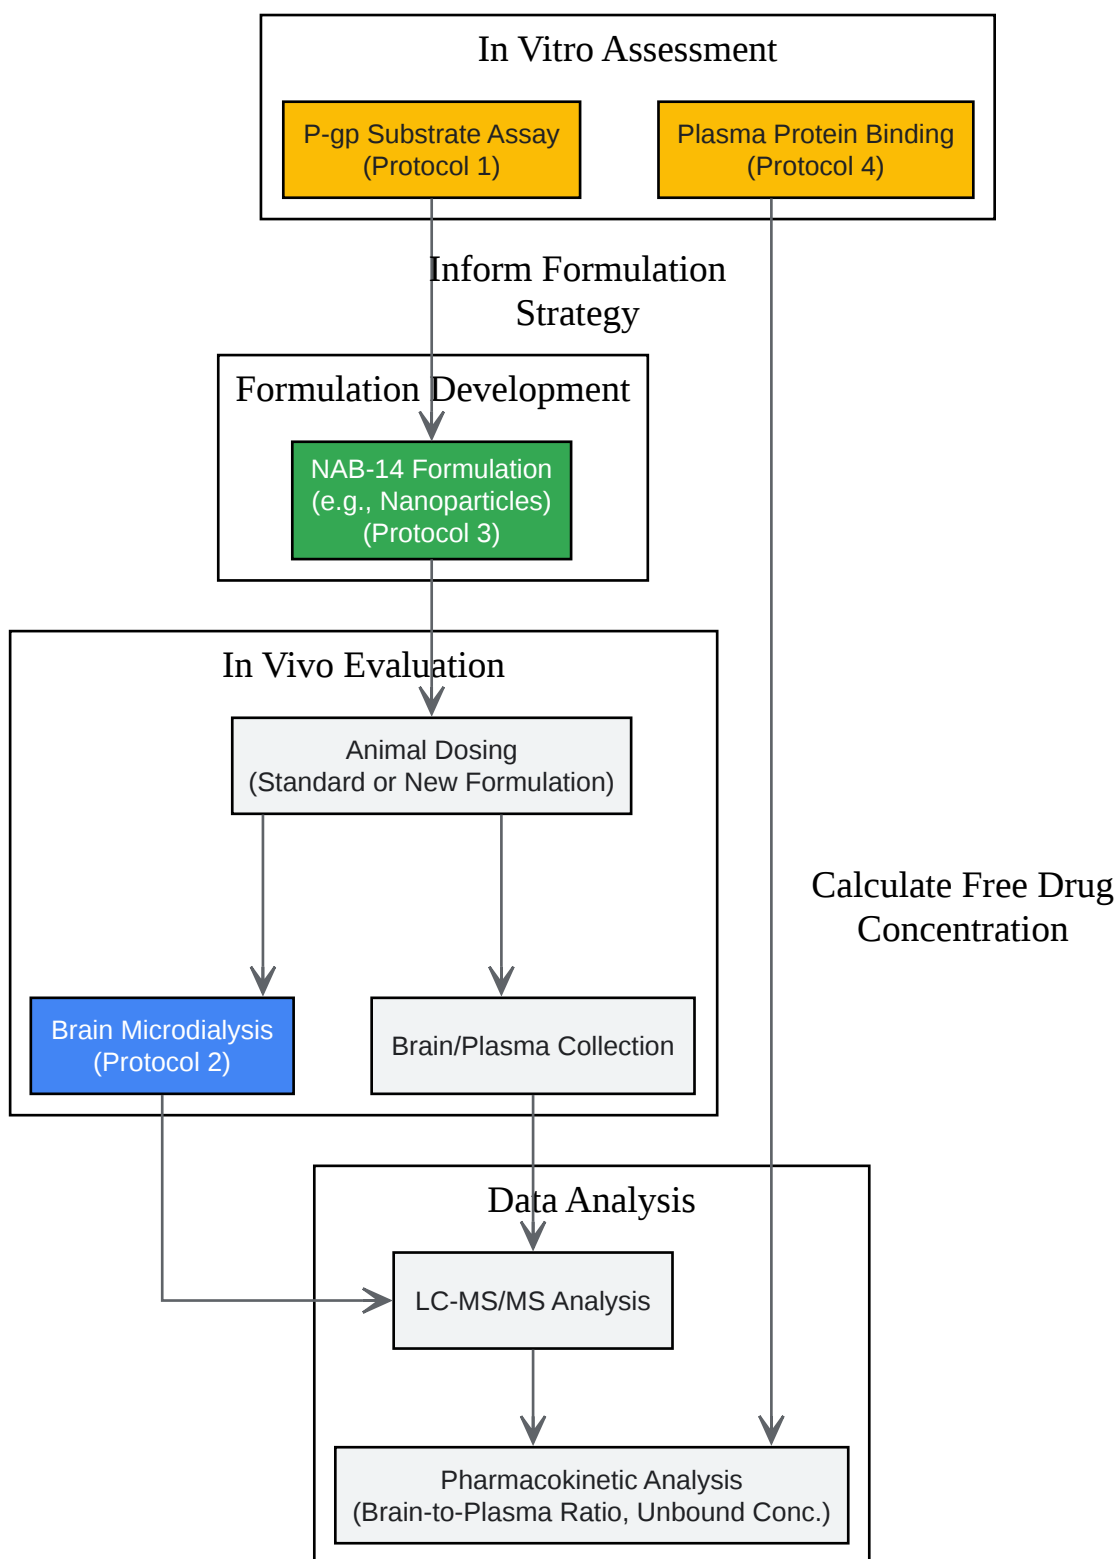 In Vitro Assessment
P-gp Substrate Assay
(Protocol 1)
Plasma Protein Binding
(Protocol 4)
Inform Formulation
Strategy
Formulation Development
NAB-14 Formulation
(e.g., Nanoparticles)
(Protocol 3)
In Vivo Evaluation
Animal Dosing
(Standard or New Formulation)
Calculate Free Drug
Concentration
Brain Microdialysis
(Protocol 2)
Brain/Plasma Collection
Data Analysis
LC-MS/MS Analysis
Pharmacokinetic Analysis
(Brain-to-Plasma Ratio, Unbound Conc.)